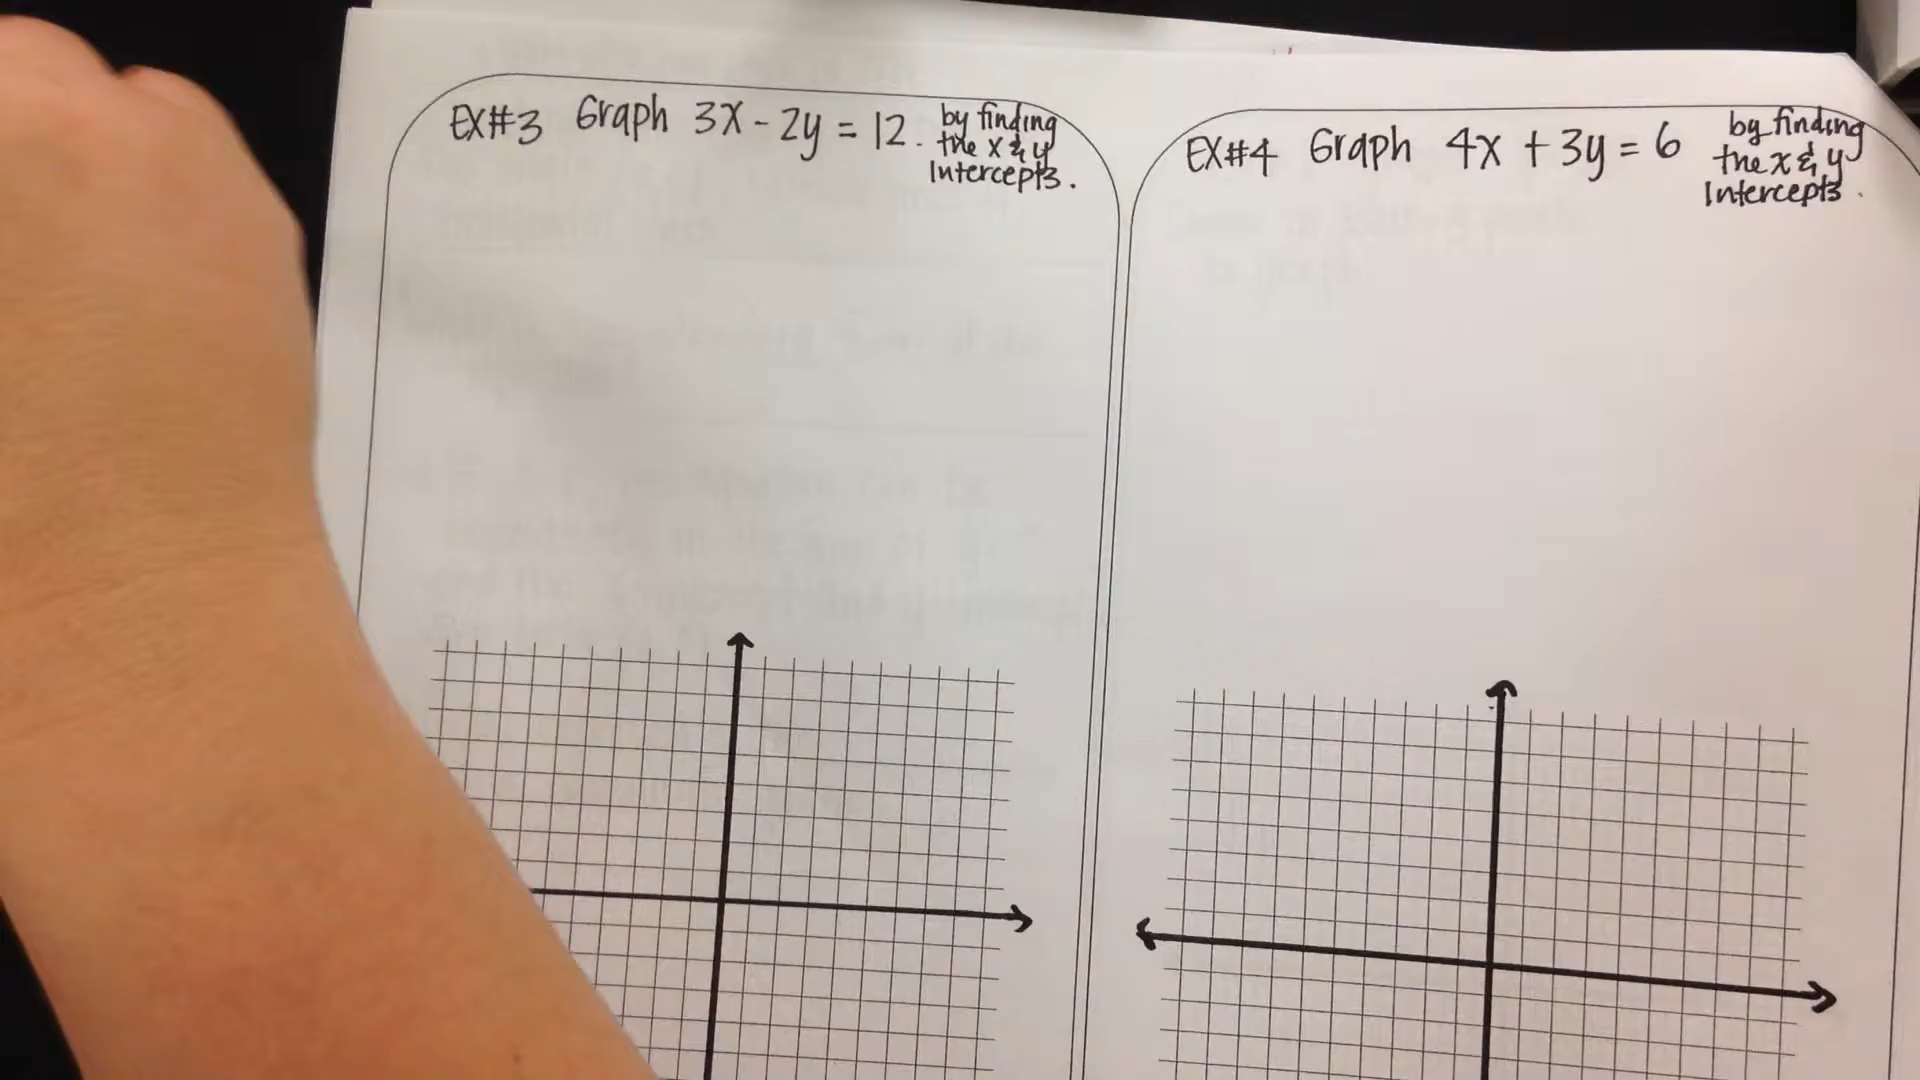 EX#3 Graph 3x - 2y = 12. by finding
the x & y
Intercepts.
EX#4 Graph 4x + 3y = 6 by finding
the x & y
Intercepts.